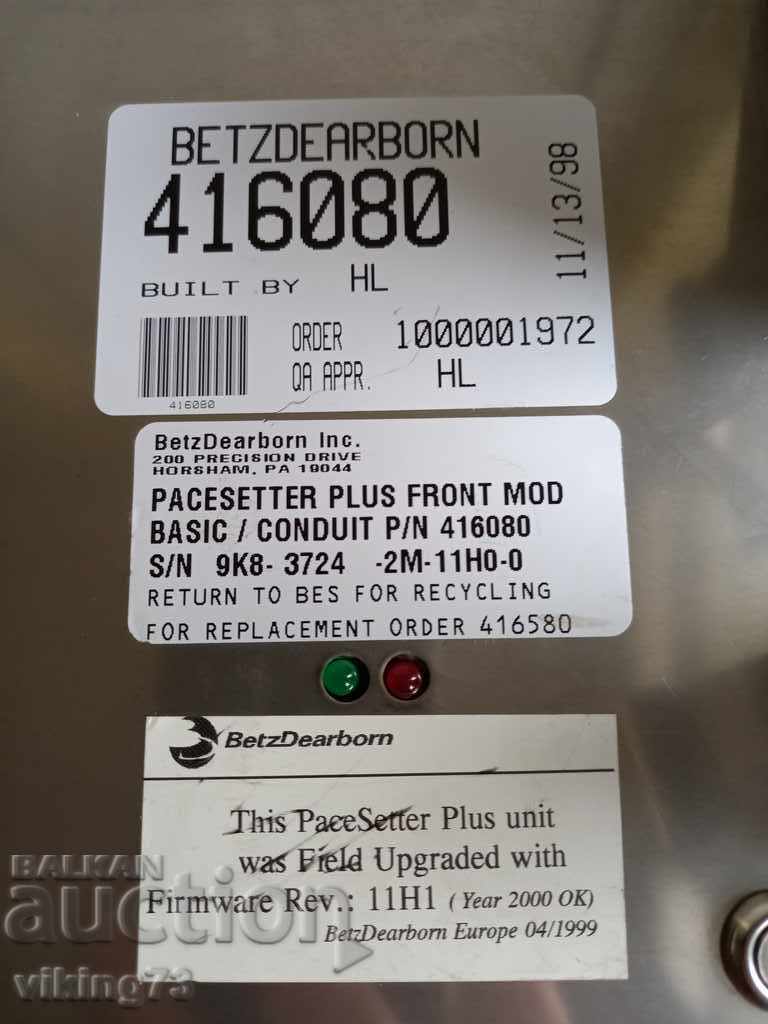 BETZDEARBORN
416080
11/13/98
BUILT BY HL
ORDER 1000001972
QA APPR. HL
416080
BetzDearborn Inc.
200 PRECISION DRIVE
HORSHAM, PA 19044
PACESETTER PLUS FRONT MOD
BASIC / CONDUIT P/N 416080
S/N 9K8- 3724 -2M-11H0-0
RETURN TO BES FOR RECYCLING
FOR REPLACEMENT ORDER 416580
BetzDearborn
This PaceSetter Plus unit
was Field Upgraded with
Firmware Rev.: 11H1 ( Year 2000 OK)
BetzDearborn Europe 04/1999
BALKAN
auction
viking73